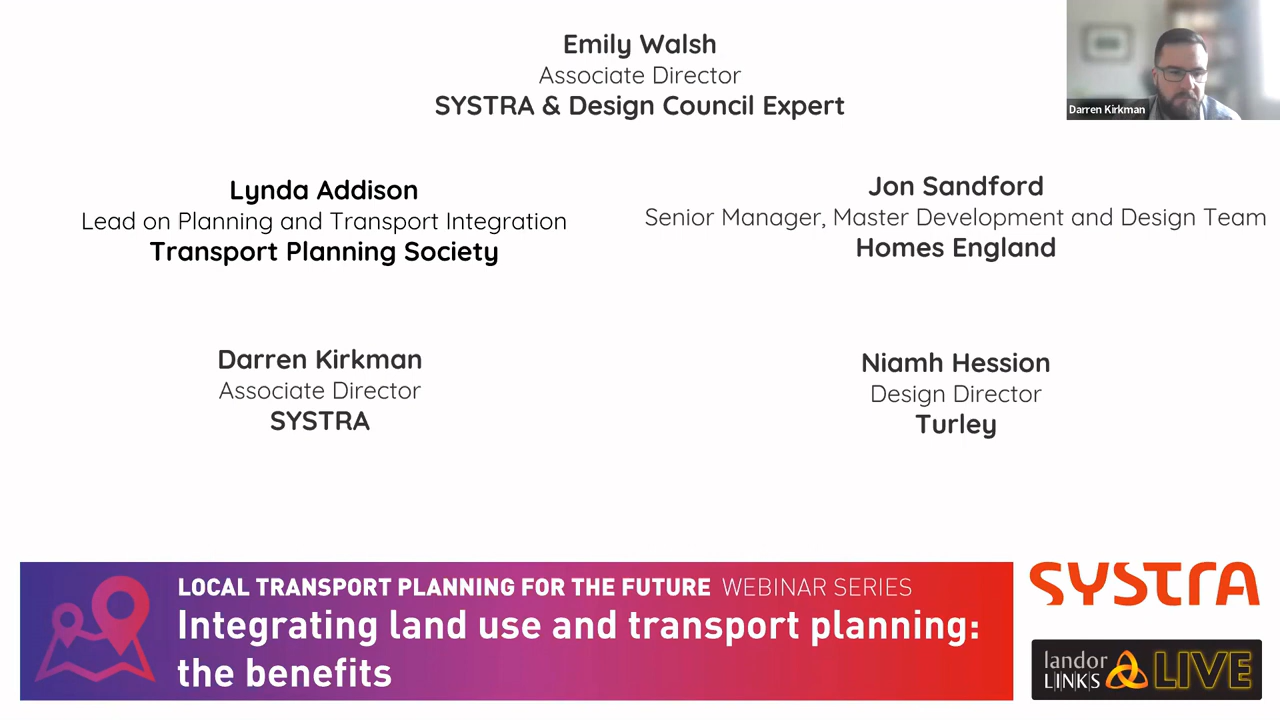 Emily Walsh
Associate Director
SYSTRA & Design Council Expert
Darren Kirkman
Lynda Addison
Lead on Planning and Transport Integration
Transport Planning Society
Jon Sandford
Senior Manager, Master Development and Design Team
Homes England
Darren Kirkman
Associate Director
SYSTRA
Niamh Hession
Design Director
Turley
LOCAL TRANSPORT PLANNING FOR THE FUTURE WEBINAR SERIES
Integrating land use and transport planning:
the benefits
SYSTRA
landor
LINKS
LIVE